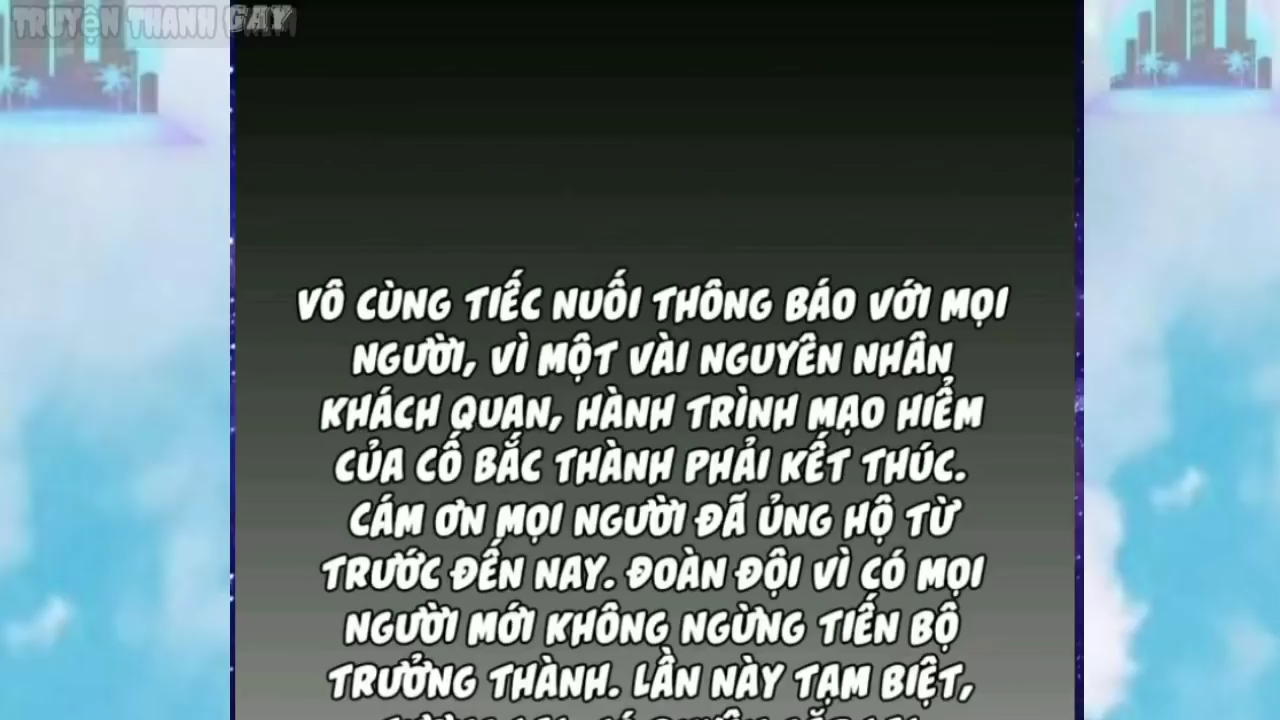 TRUYỆN THANH GAY
VÔ CÙNG TIẾC NUỐI THÔNG BÁO VỚI MỌI
NGƯỜI, VÌ MỘT VÀI NGUYÊN NHÂN
KHÁCH QUAN, HÀNH TRÌNH MẠO HIỂM
CỦA CỐ BẮC THÀNH PHẢI KẾT THÚC.
CÁM ƠN MỌI NGƯỜI ĐÃ ỦNG HỘ TỪ
TRƯỚC ĐẾN NAY. ĐOÀN ĐỘI VÌ CÓ MỌI
NGƯỜI MỚI KHÔNG NGỪNG TIẾN BỘ
TRƯỞNG THÀNH. LẦN NÀY TẠM BIỆT,